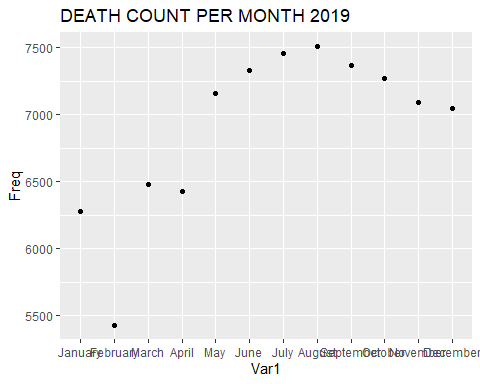 DEATH COUNT PER MONTH 2019
7500
7000
6500
6000
5500
Freq
January February March April May June July August September October November December
Var1